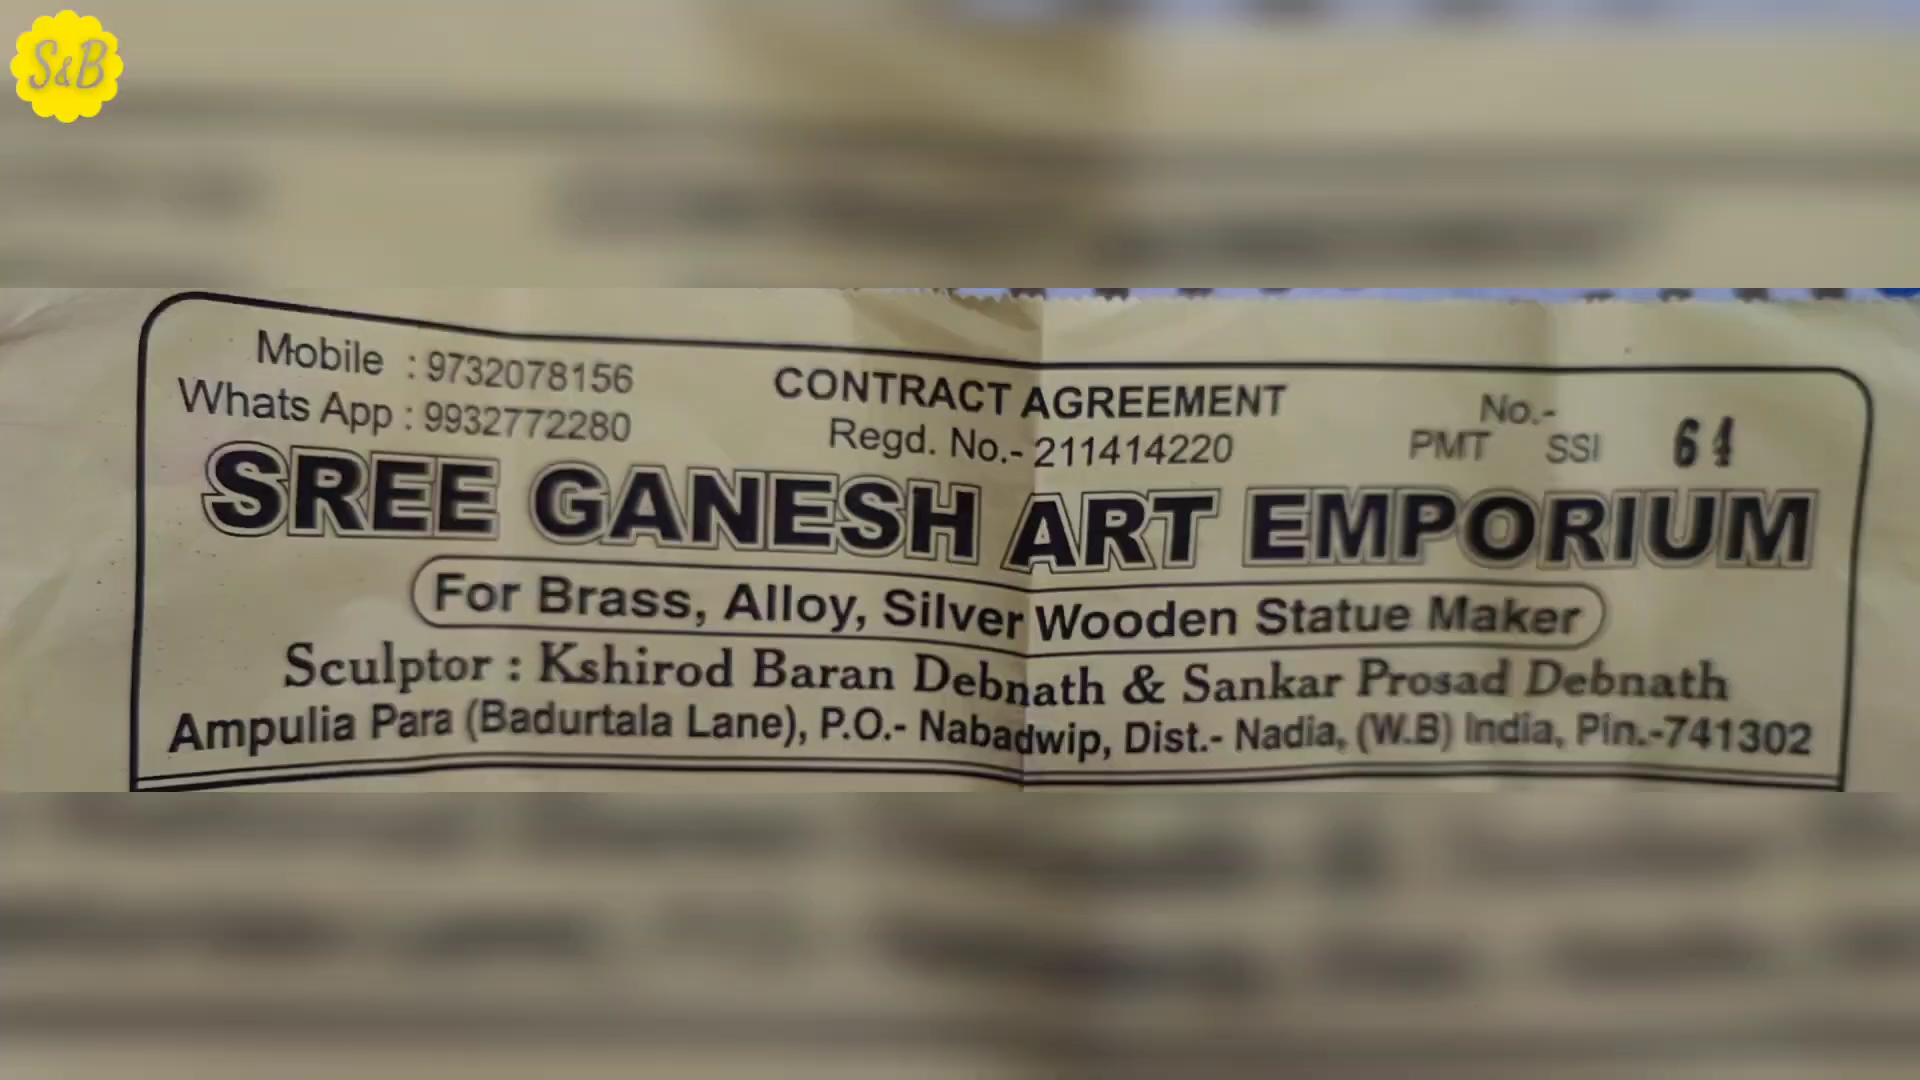 S&B
Mobile : 9732078156
Whats App : 9932772280
CONTRACT AGREEMENT
Regd. No.- 211414220
No.-
PMT SSI 64
SREE GANESH ART EMPORIUM
For Brass, Alloy, Silver Wooden Statue Maker
Sculptor : Kshirod Baran Debnath & Sankar Prosad Debnath
Ampulia Para (Badurtala Lane), P.O.- Nabadwip, Dist.- Nadia, (W.B) India, Pin.-741302